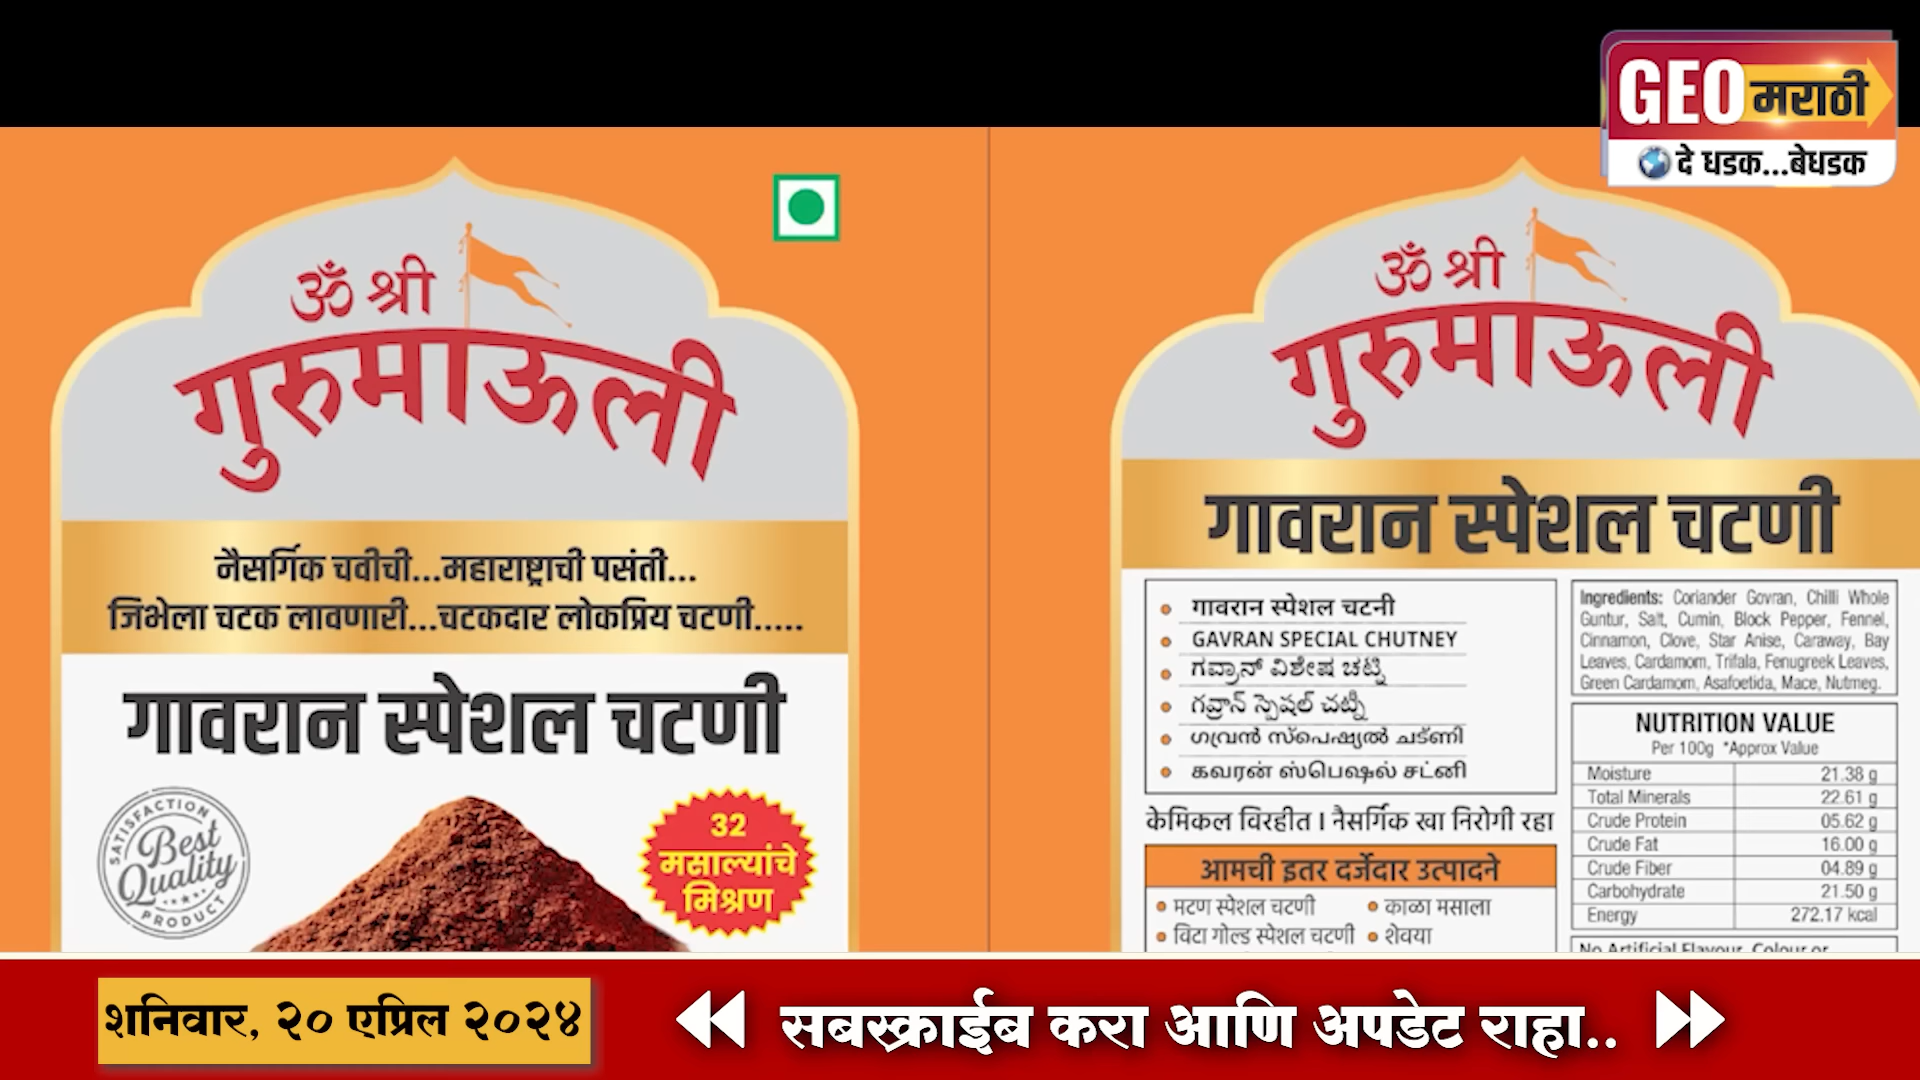 GEO मराठी
दे धडक...बेधडक
ॐ श्री
गुरुमाऊली
नैसर्गिक चवीची...महाराष्ट्राची पसंती...
जिभेला चटक लावणारी...चटकदार लोकप्रिय चटणी.....
गावरान स्पेशल चटणी
SATISFACTION
Best
Quality
PRODUCT
32
मसाल्यांचे
मिश्रण
ॐ श्री
गुरुमाऊली
गावरान स्पेशल चटणी
गावरान स्पेशल चटनी
GAVRAN SPECIAL CHUTNEY
ಗವ್ರಾನ್ ವಿಶೇಷ ಚಟ್ನಿ
గవ్రాన్ స్పెషల్ చట్నీ
ഗവ്രൻ സ്പെഷ്യൽ ചട്ണി
கவரன் ஸ்பெஷல் சட்னி
केमिकल विरहीत । नैसर्गिक खा निरोगी रहा
आमची इतर दर्जेदार उत्पादने
मटण स्पेशल चटणी
काळा मसाला
विटा गोल्ड स्पेशल चटणी
शेवया
Ingredients: Coriander Govran, Chilli Whole
Guntur, Salt, Cumin, Block Pepper, Fennel,
Cinnamon, Clove, Star Anise, Caraway, Bay
Leaves, Cardamom, Trifala, Fenugreek Leaves,
Green Cardamom, Asafoetida, Mace, Nutmeg.
NUTRITION VALUE
Per 100g *Approx Value
Moisture 21.38 g
Total Minerals 22.61 g
Crude Protein 05.62 g
Crude Fat 16.00 g
Crude Fiber 04.89 g
Carbohydrate 21.50 g
Energy 272.17 kcal
No Artificial Flavour, Colour or
शनिवार, २० एप्रिल २०२४
सबस्क्राईब करा आणि अपडेट राहा..